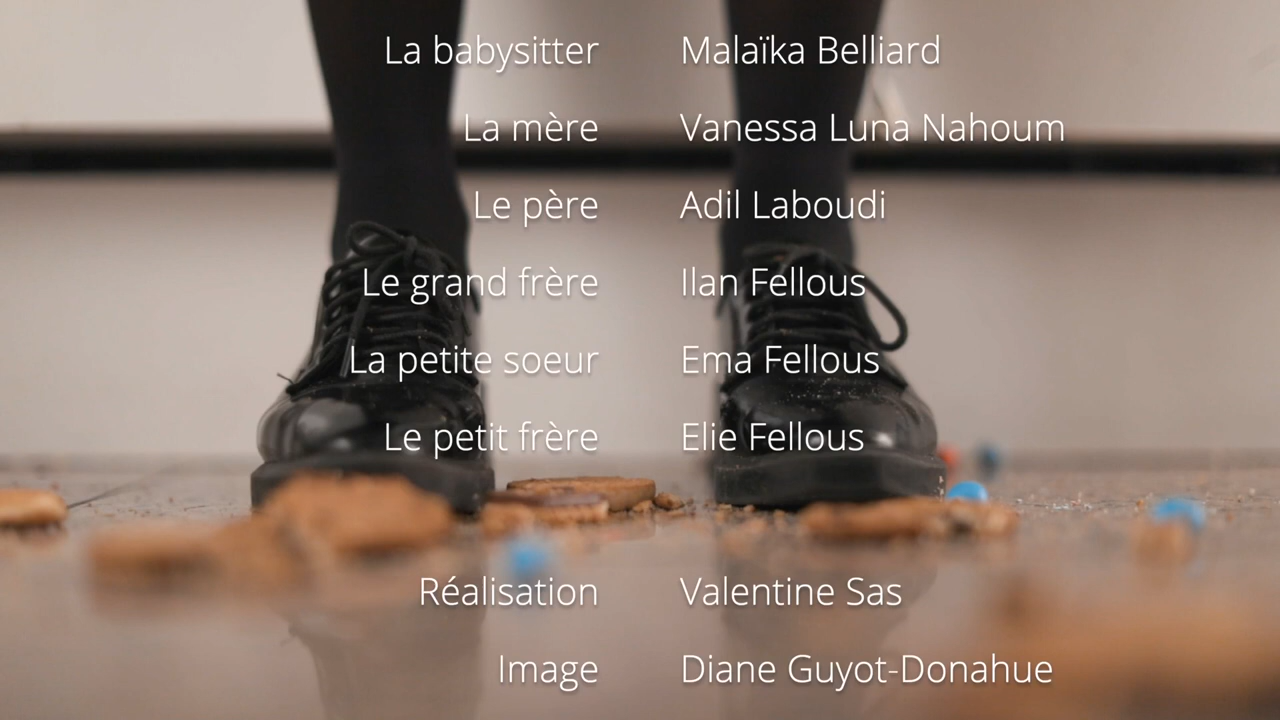 La babysitter Malaïka Belliard
La mère Vanessa Luna Nahoum
Le père Adil Laboudi
Le grand frère Ilan Fellous
La petite soeur Ema Fellous
Le petit frère Elie Fellous
Réalisation Valentine Sas
Image Diane Guyot-Donahue